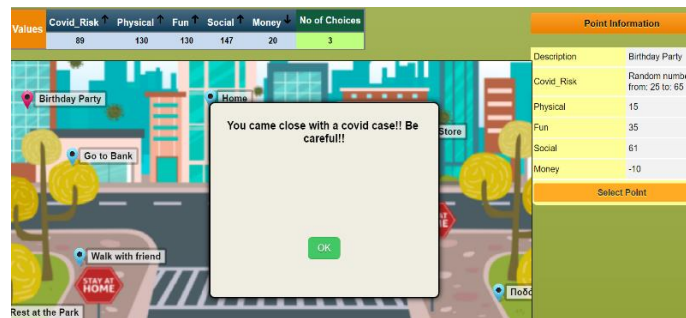 Values
Covid_Risk Physical Fun Social Money No of Choices
89 130 130 147 20 3
Point Information
Description Birthday Party
Covid_Risk Random numbe
from: 25 to: 65
Physical 15
Fun 35
Social 61
Money -10
Select Point
Birthday Party
Home
Store
You came close with a covid case!! Be
careful!!
OK
Go to Bank
Walk with friend
STAY AT
HOME
Ποδό
Rest at the Park